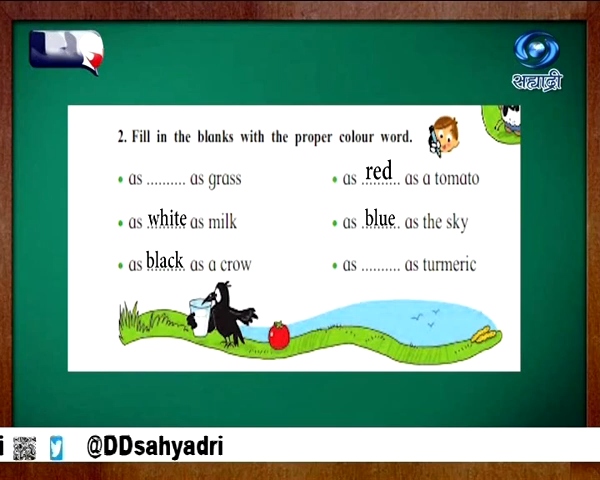 सह्याद्री
2. Fill in the blanks with the proper colour word.
• as .......... as grass
• as red as a tomato
• as white as milk
• as blue as the sky
• as black as a crow
• as .......... as turmeric
i @DDsahyadri